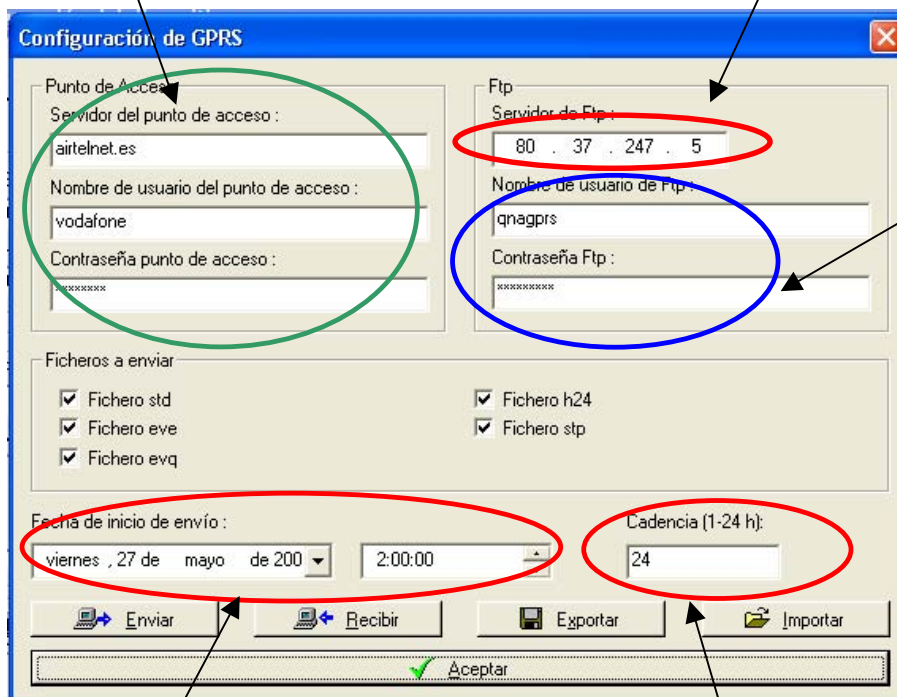 Configuración de GPRS
Punto de Acceso
Servidor del punto de acceso :
airtelnet.es
Nombre de usuario del punto de acceso :
vodafone
Contraseña punto de acceso :
********
Ftp
Servidor de Ftp :
80 . 37 . 247 . 5
Nombre de usuario de Ftp :
qnagprs
Contraseña Ftp :
*********
Ficheros a enviar
Fichero std
Fichero h24
Fichero eve
Fichero stp
Fichero evq
Fecha de inicio de envío :
Cadencia (1-24 h):
viernes , 27 de mayo de 200
2:00:00
24
Enviar
Recibir
Exportar
Importar
Aceptar